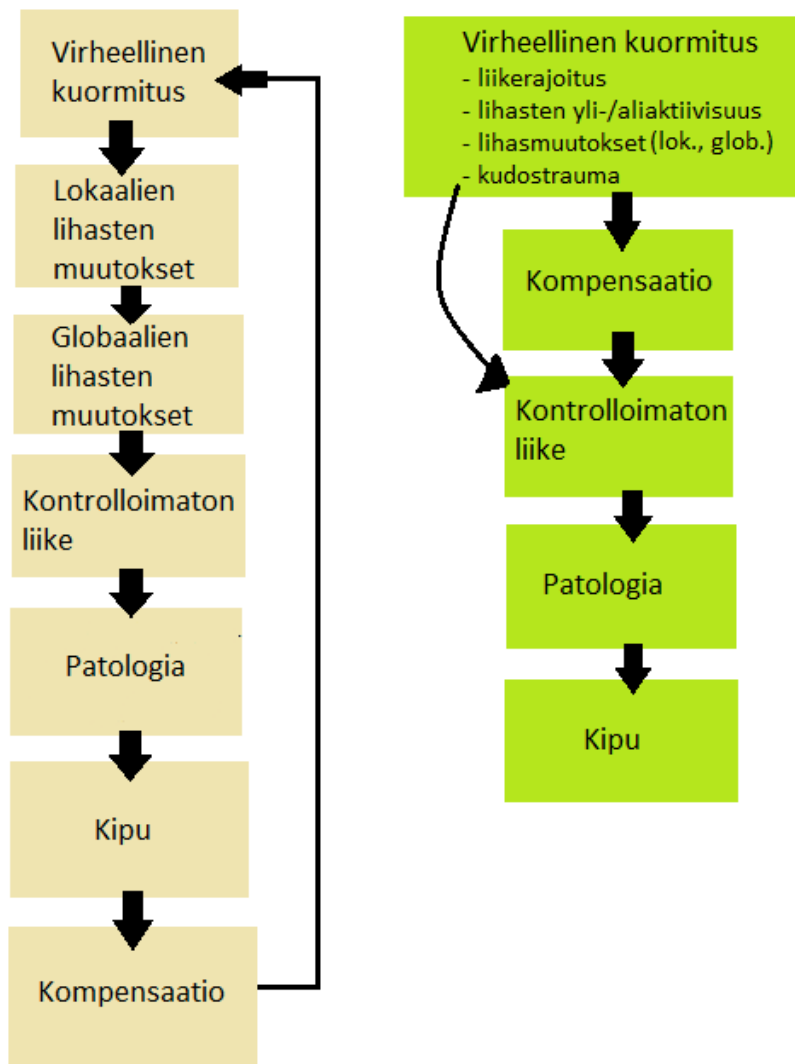 Virheellinen
kuormitus
Lokaalien
lihasten
muutokset
Globaalien
lihasten
muutokset
Kontrolloimaton
liike
Patologia
Kipu
Kompensaatio
Virheellinen kuormitus
- liikerajoitus
- lihasten yli-/aliaktiivisuus
- lihasmuutokset (lok., glob.)
- kudostrauma
Kompensaatio
Kontrolloimaton
liike
Patologia
Kipu